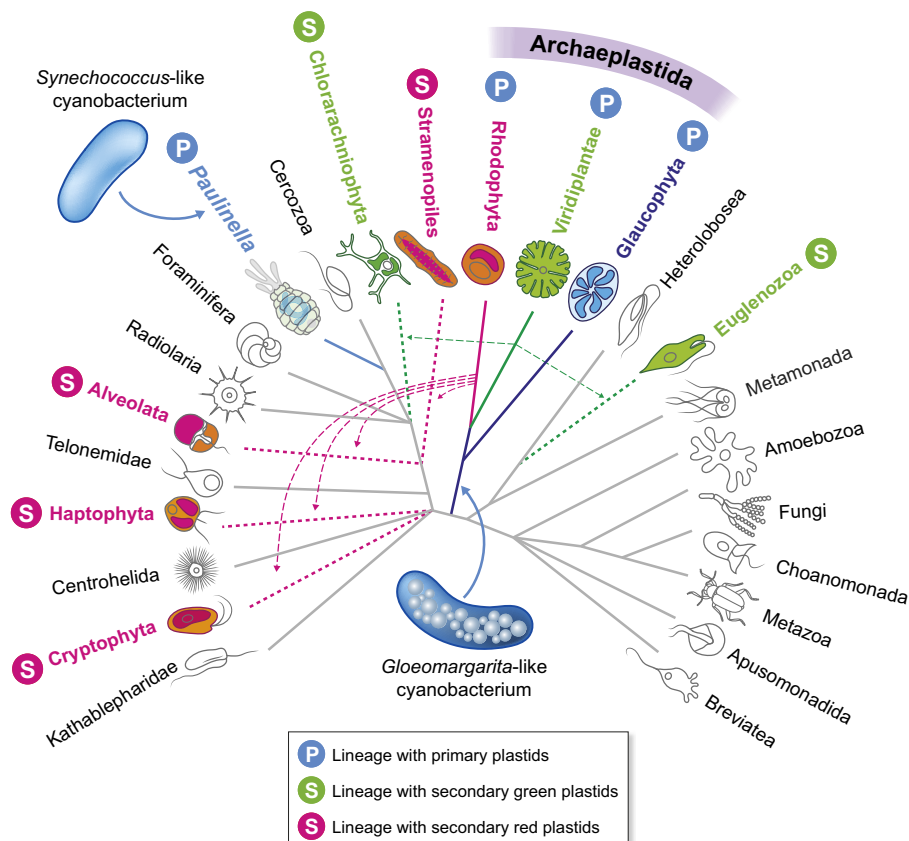 Archaeplastida
Synechococcus-like
cyanobacterium
P
Paulinella
Cercozoa
S
Chlorarachniophyta
S
Stramenopiles
P
Rhodophyta
P
Viridiplantae
P
Glaucophyta
Heterolobosea
Euglenozoa
S
Foraminifera
Radiolaria
S
Alveolata
Telonemidae
S
Haptophyta
Centrohelida
S
Cryptophyta
Kathablepharidae
Metamonada
Amoebozoa
Fungi
Choanomonada
Metazoa
Apusomonadida
Breviatea
Gloeomargarita-like
cyanobacterium
P Lineage with primary plastids
S Lineage with secondary green plastids
S Lineage with secondary red plastids